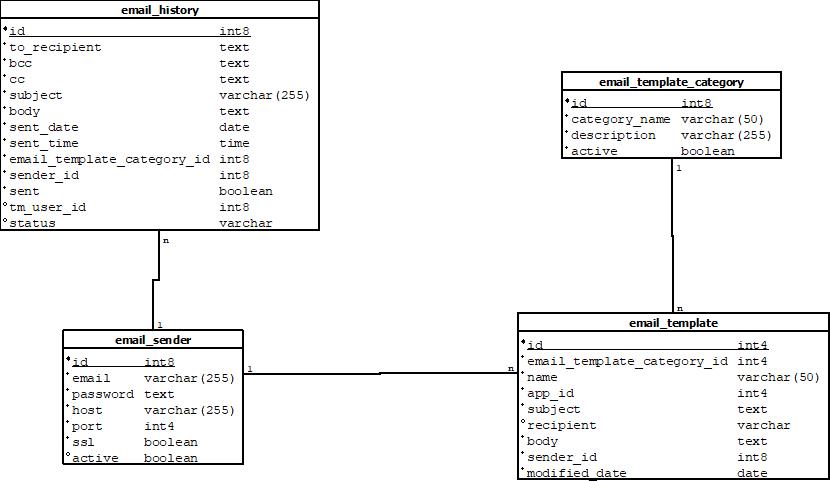 email_history
id int8
to_recipient text
bcc text
cc text
subject varchar(255)
body text
sent_date date
sent_time time
email_template_category_id int8
sender_id int8
sent boolean
tm_user_id int8
status varchar
n
1
email_sender
id int8
email varchar(255)
password text
host varchar(255)
port int4
ssl boolean
active boolean
1
n
email_template_category
id int8
category_name varchar(50)
description varchar(255)
active boolean
1
n
email_template
id int4
email_template_category_id int4
name varchar(50)
app_id int4
subject text
recipient varchar
body text
sender_id int8
modified_date date